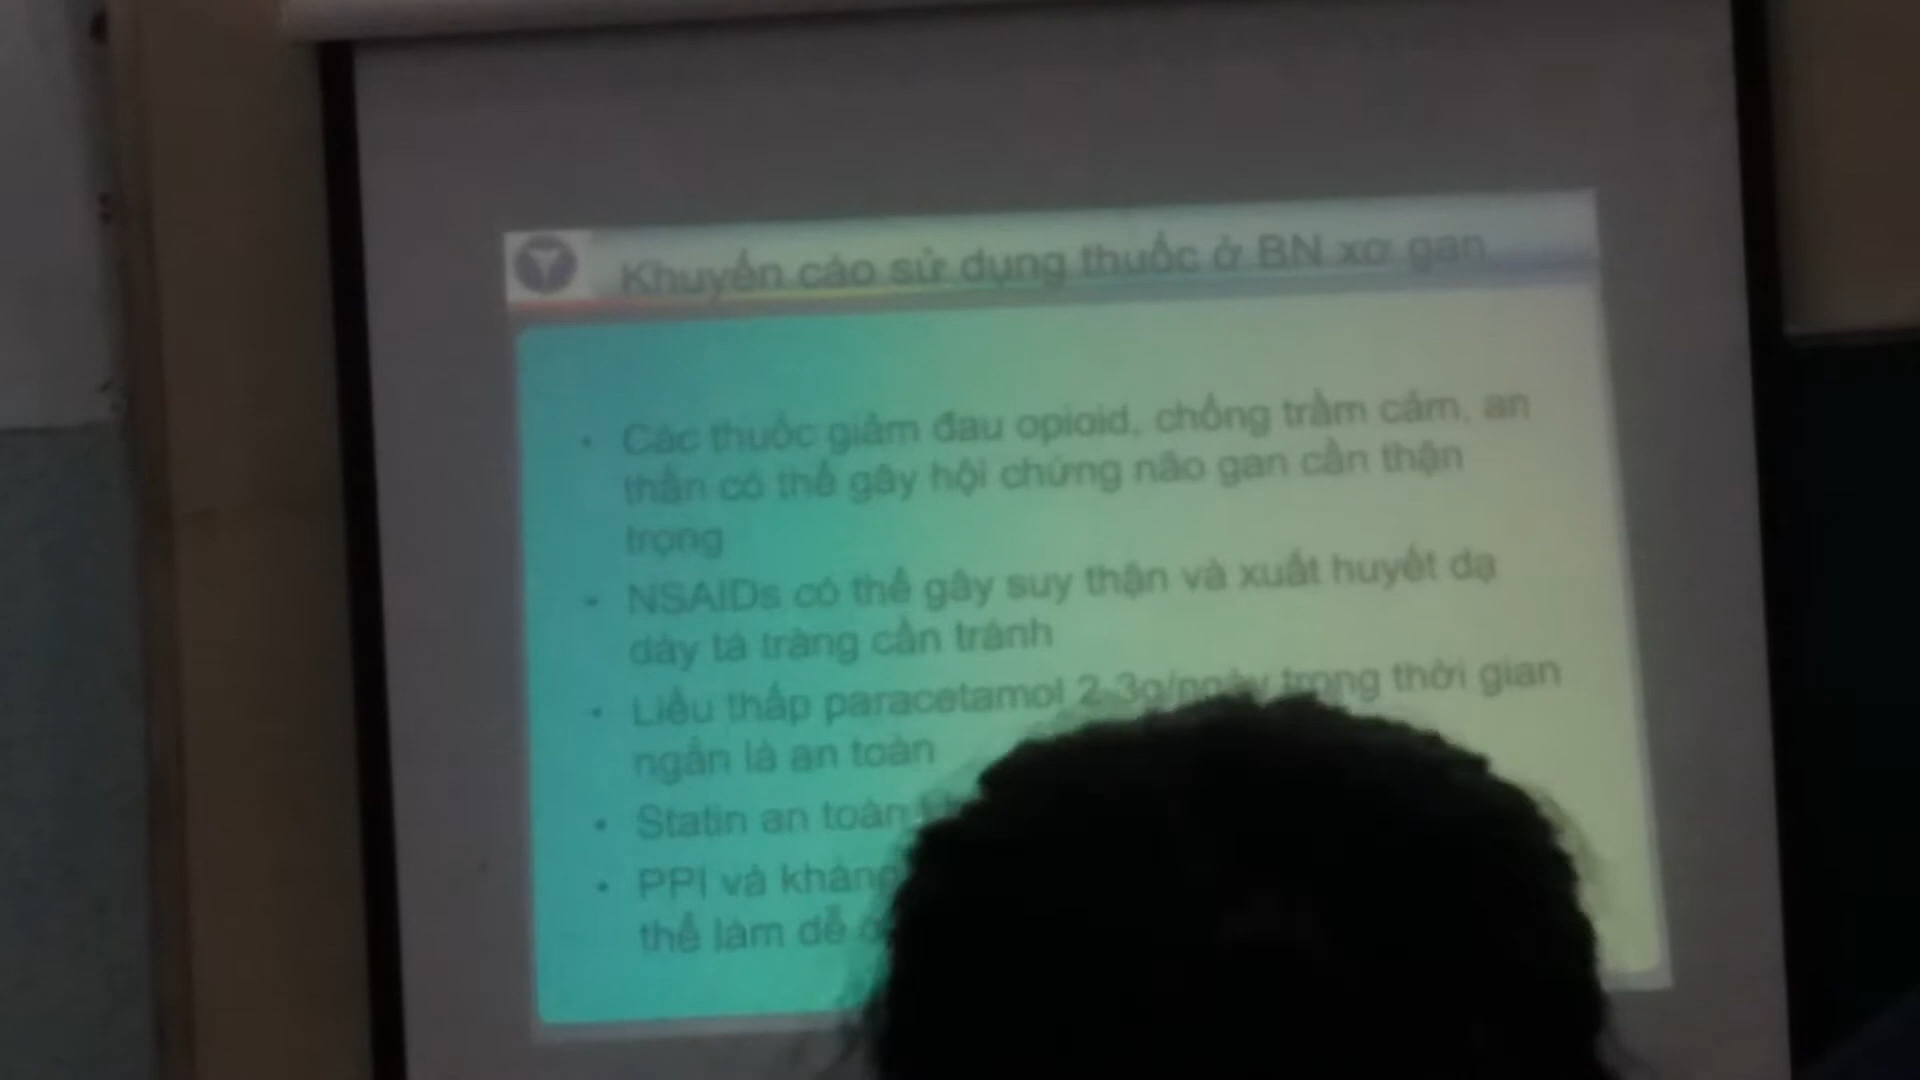 Khuyến cáo sử dụng thuốc ở BN xơ gan
• Các thuốc giảm đau opioid, chống trầm cảm, an
thần có thể gây hội chứng não gan cần thận
trọng
• NSAIDs có thể gây suy thận và xuất huyết dạ
dày tá tràng cần tránh
• Liều thấp paracetamol 2-3g/ngày trong thời gian
ngắn là an toàn
• Statin an toàn
• PPI và kháng
thể làm dễ